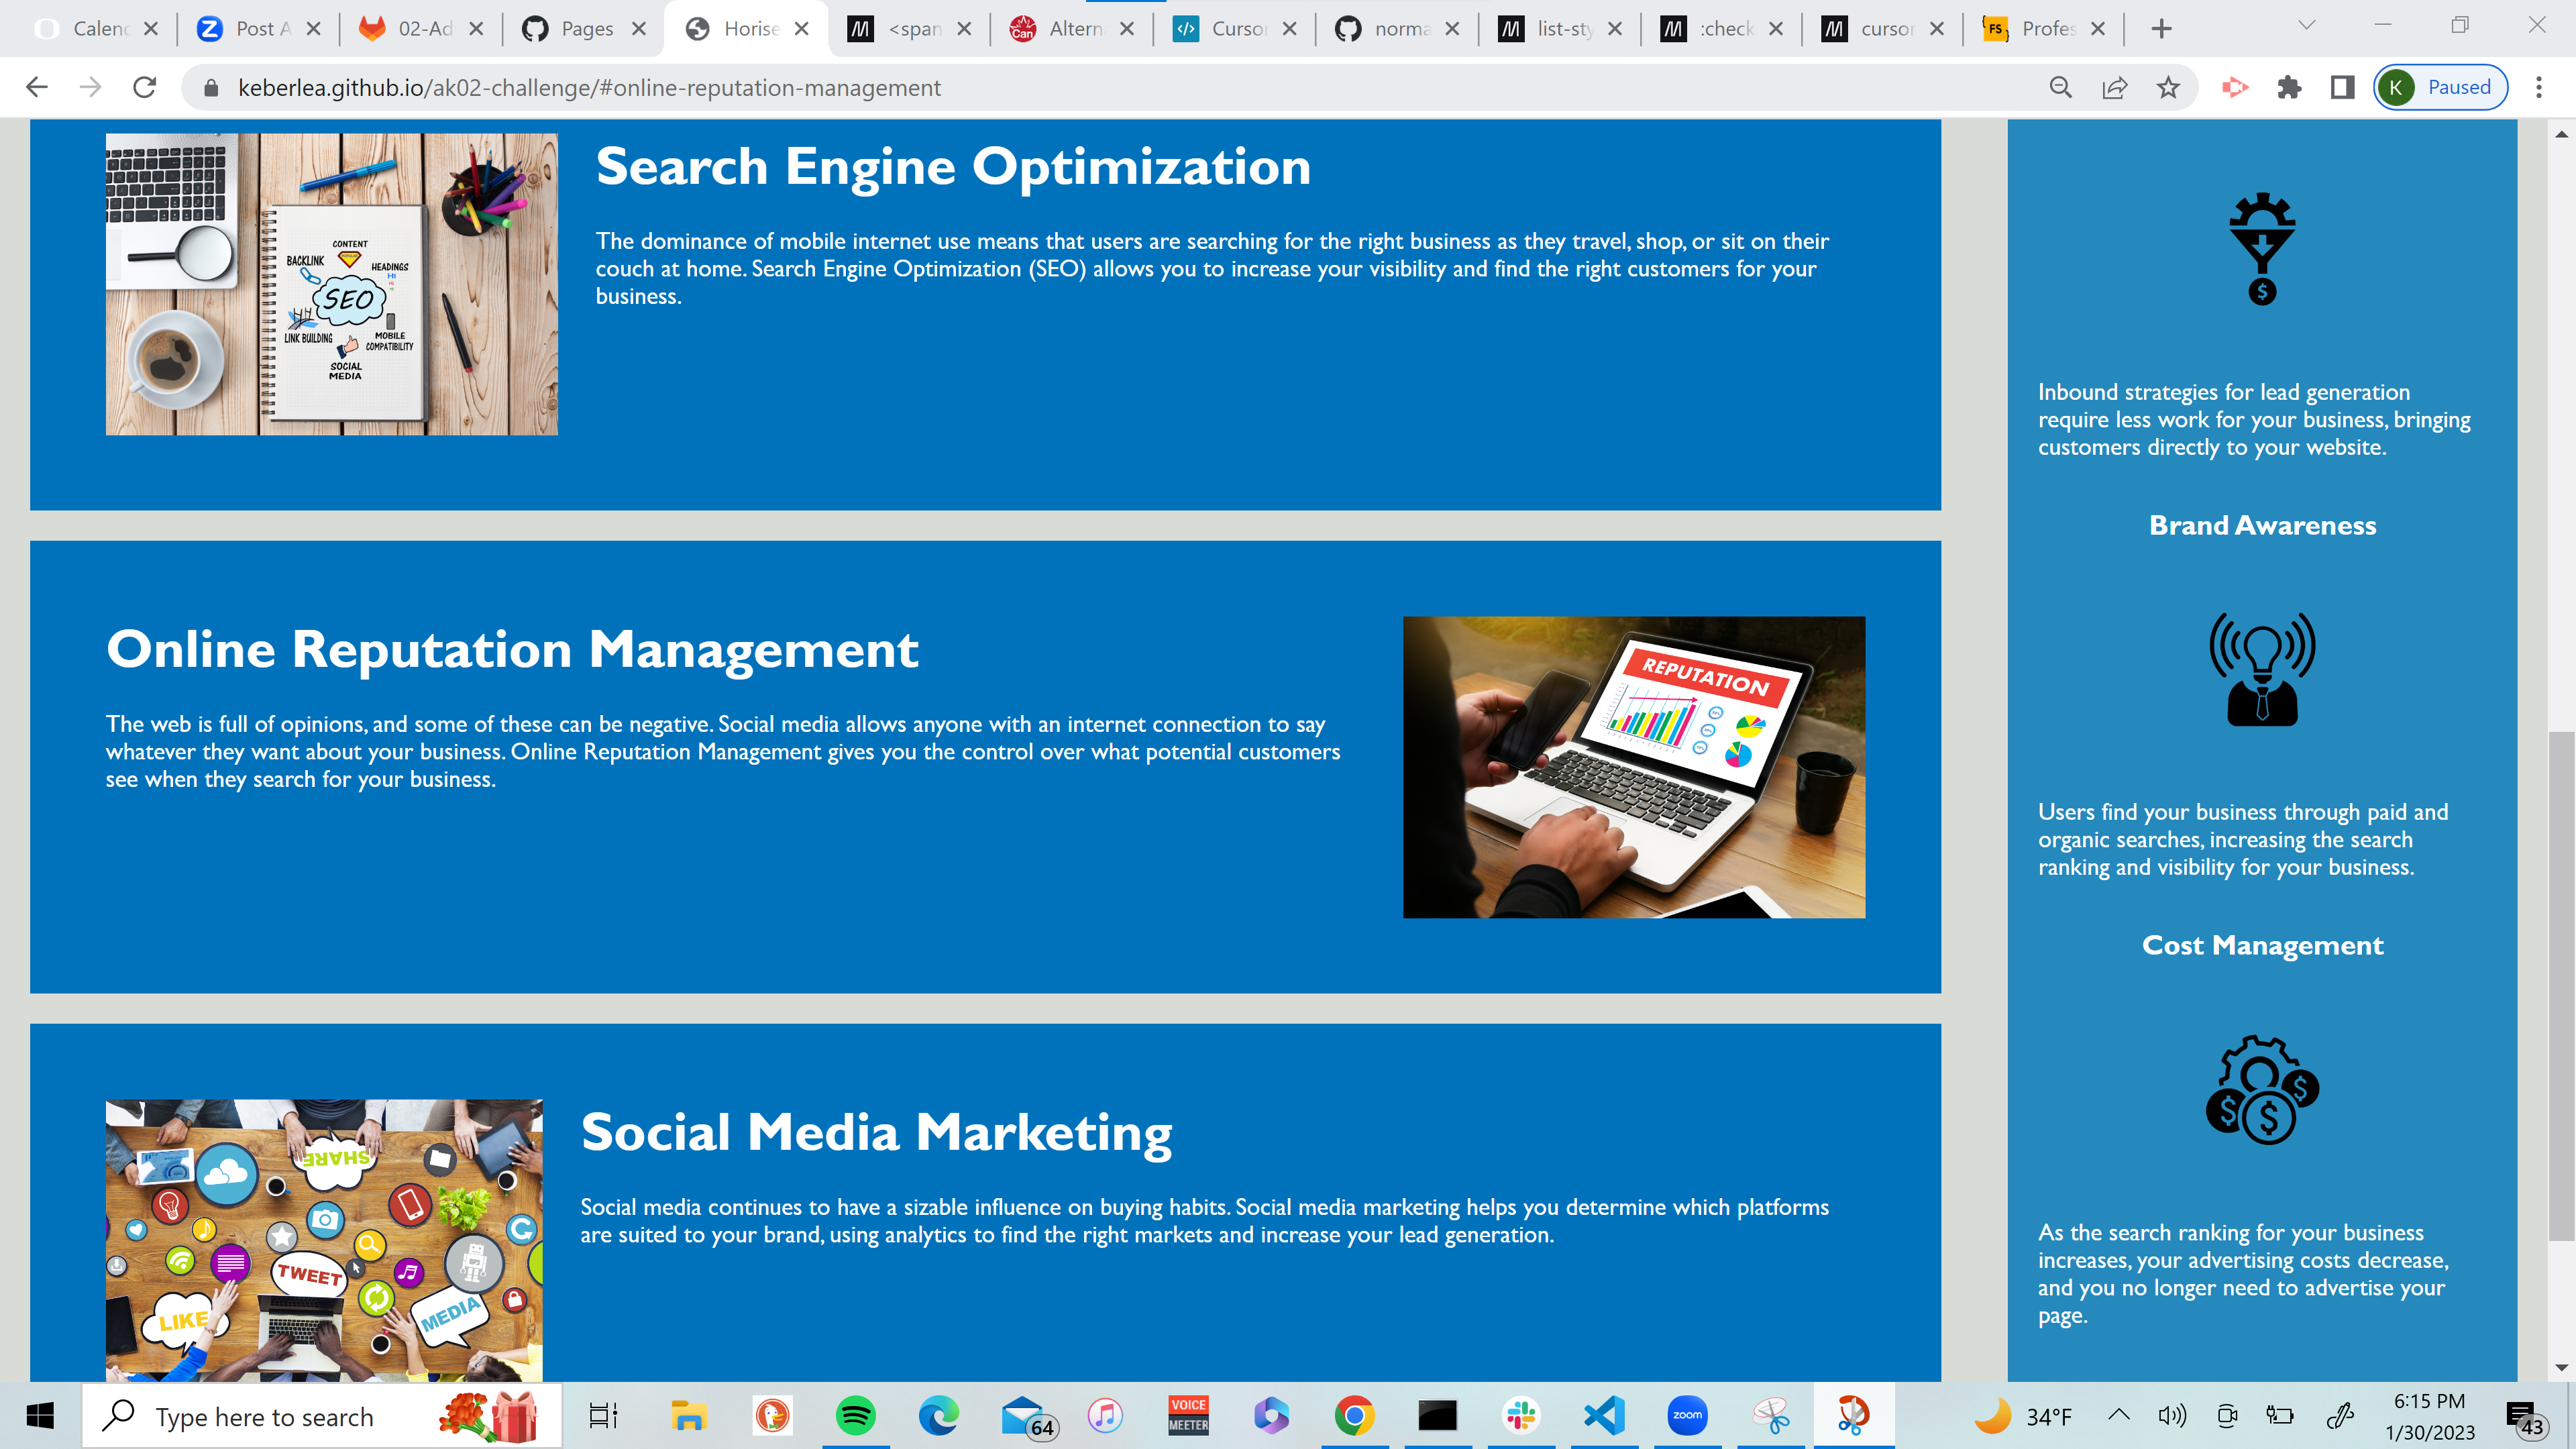 Calenc
Post A
02-Ad
Pages
Horise
<span
Altern
Cursor
norma
list-sty
:check
cursor
Profes
keberlea.github.io/ak02-challenge/#online-reputation-management
K
Paused
CONTENT
BACKLINK
HEADINGS
H1
SEO
LINK BUILDING
MOBILE
COMPATIBILITY
SOCIAL
MEDIA
Search Engine Optimization
The dominance of mobile internet use means that users are searching for the right business as they travel, shop, or sit on their
couch at home. Search Engine Optimization (SEO) allows you to increase your visibility and find the right customers for your
business.
Online Reputation Management
The web is full of opinions, and some of these can be negative. Social media allows anyone with an internet connection to say
whatever they want about your business. Online Reputation Management gives you the control over what potential customers
see when they search for your business.
REPUTATION
SHARE
TWEET
LIKE
MEDIA
Social Media Marketing
Social media continues to have a sizable influence on buying habits. Social media marketing helps you determine which platforms
are suited to your brand, using analytics to find the right markets and increase your lead generation.
$
Inbound strategies for lead generation
require less work for your business, bringing
customers directly to your website.
Brand Awareness
Users find your business through paid and
organic searches, increasing the search
ranking and visibility for your business.
Cost Management
$ $ $
As the search ranking for your business
increases, your advertising costs decrease,
and you no longer need to advertise your
page.
Type here to search
64
VOICE
MEETER
zoom
34°F
6:15 PM
1/30/2023
43